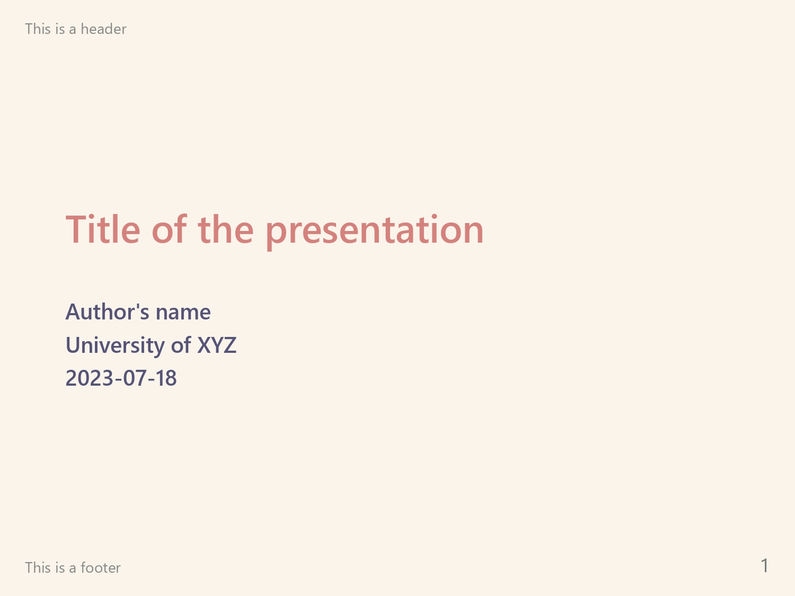 This is a header
Title of the presentation
Author's name
University of XYZ
2023-07-18
This is a footer
1